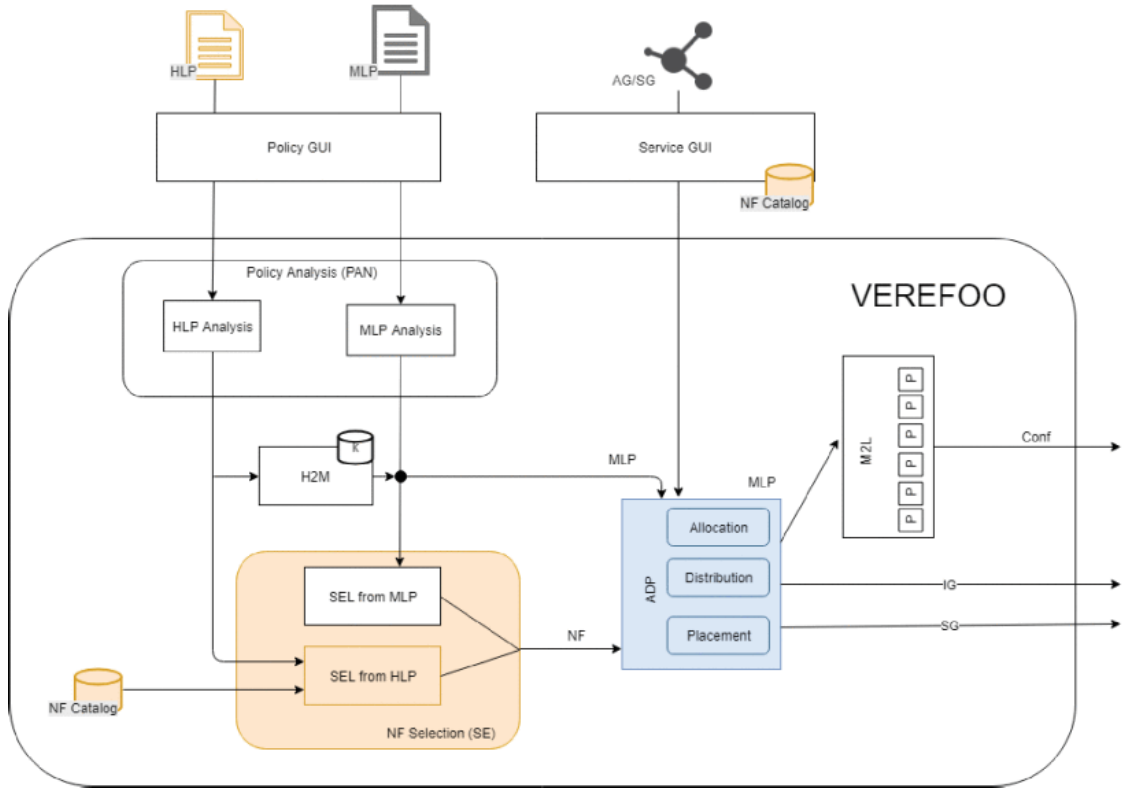 HLP
MLP
AG/SG
Policy GUI
Service GUI
NF Catalog
Policy Analysis (PAN)
VEREFOO
HLP Analysis
MLP Analysis
K
H2M
MLP
MLP
M2L
P
P
P
P
P
P
Conf
ADP
Allocation
Distribution
Placement
IG
SG
SEL from MLP
NF
SEL from HLP
NF Catalog
NF Selection (SE)